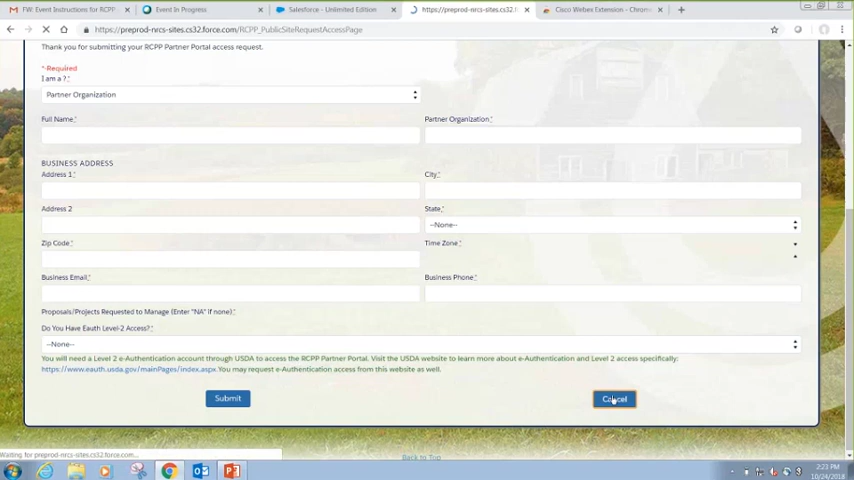 FW: Event Instructions for RCPP
Event In Progress
Salesforce - Unlimited Edition
https://preprod-nrcs-sites.cs32.f
Cisco Webex Extension - Chrom
https://preprod-nrcs-sites.cs32.force.com/RCPP_PublicSiteRequestAccessPage
Thank you for submitting your RCPP Partner Portal access request.
*-Required
I am a ?*
Partner Organization
Full Name* Partner Organization*
BUSINESS ADDRESS
Address 1* City*
Address 2 State*
--None--
Zip Code* Time Zone*
Business Email* Business Phone*
Proposals/Projects Requested to Manage (Enter "NA" if none)*
Do You Have Eauth Level-2 Access?*
--None--
You will need a Level 2 e-Authentication account through USDA to access the RCPP Partner Portal. Visit the USDA website to learn more about e-Authentication and Level 2 access specifically:
https://www.eauth.usda.gov/mainPages/index.aspx.You may request e-Authentication access from this website as well.
Submit Cancel
Waiting for preprod-nrcs-sites.cs32.force.com...
Back to Top
2:23 PM
10/24/2018